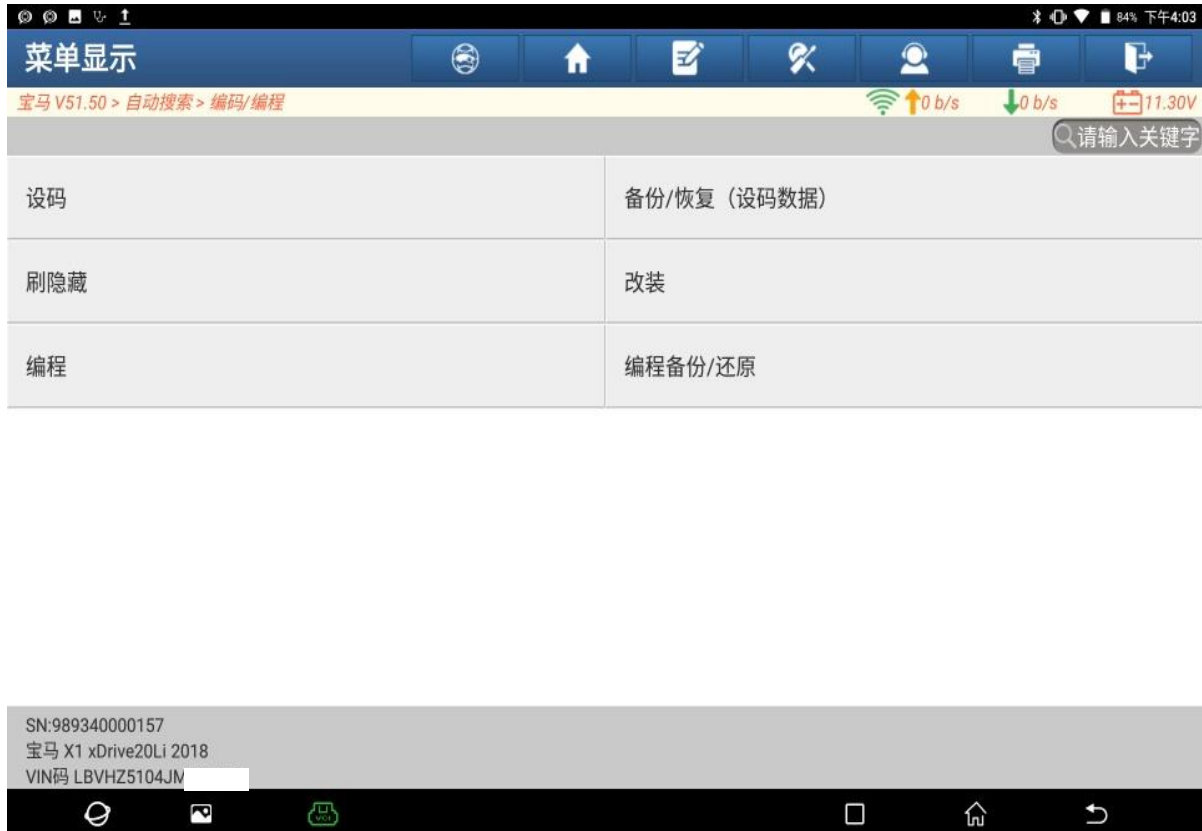 84% 下午4:03
菜单显示
宝马 V51.50 > 自动搜索 > 编码/编程 0 b/s 0 b/s 11.30V
请输入关键字
设码 备份/恢复（设码数据）
刷隐藏 改装
编程 编程备份/还原
SN:989340000157
宝马 X1 xDrive20Li 2018
VIN码 LBVHZ5104JM
VCI